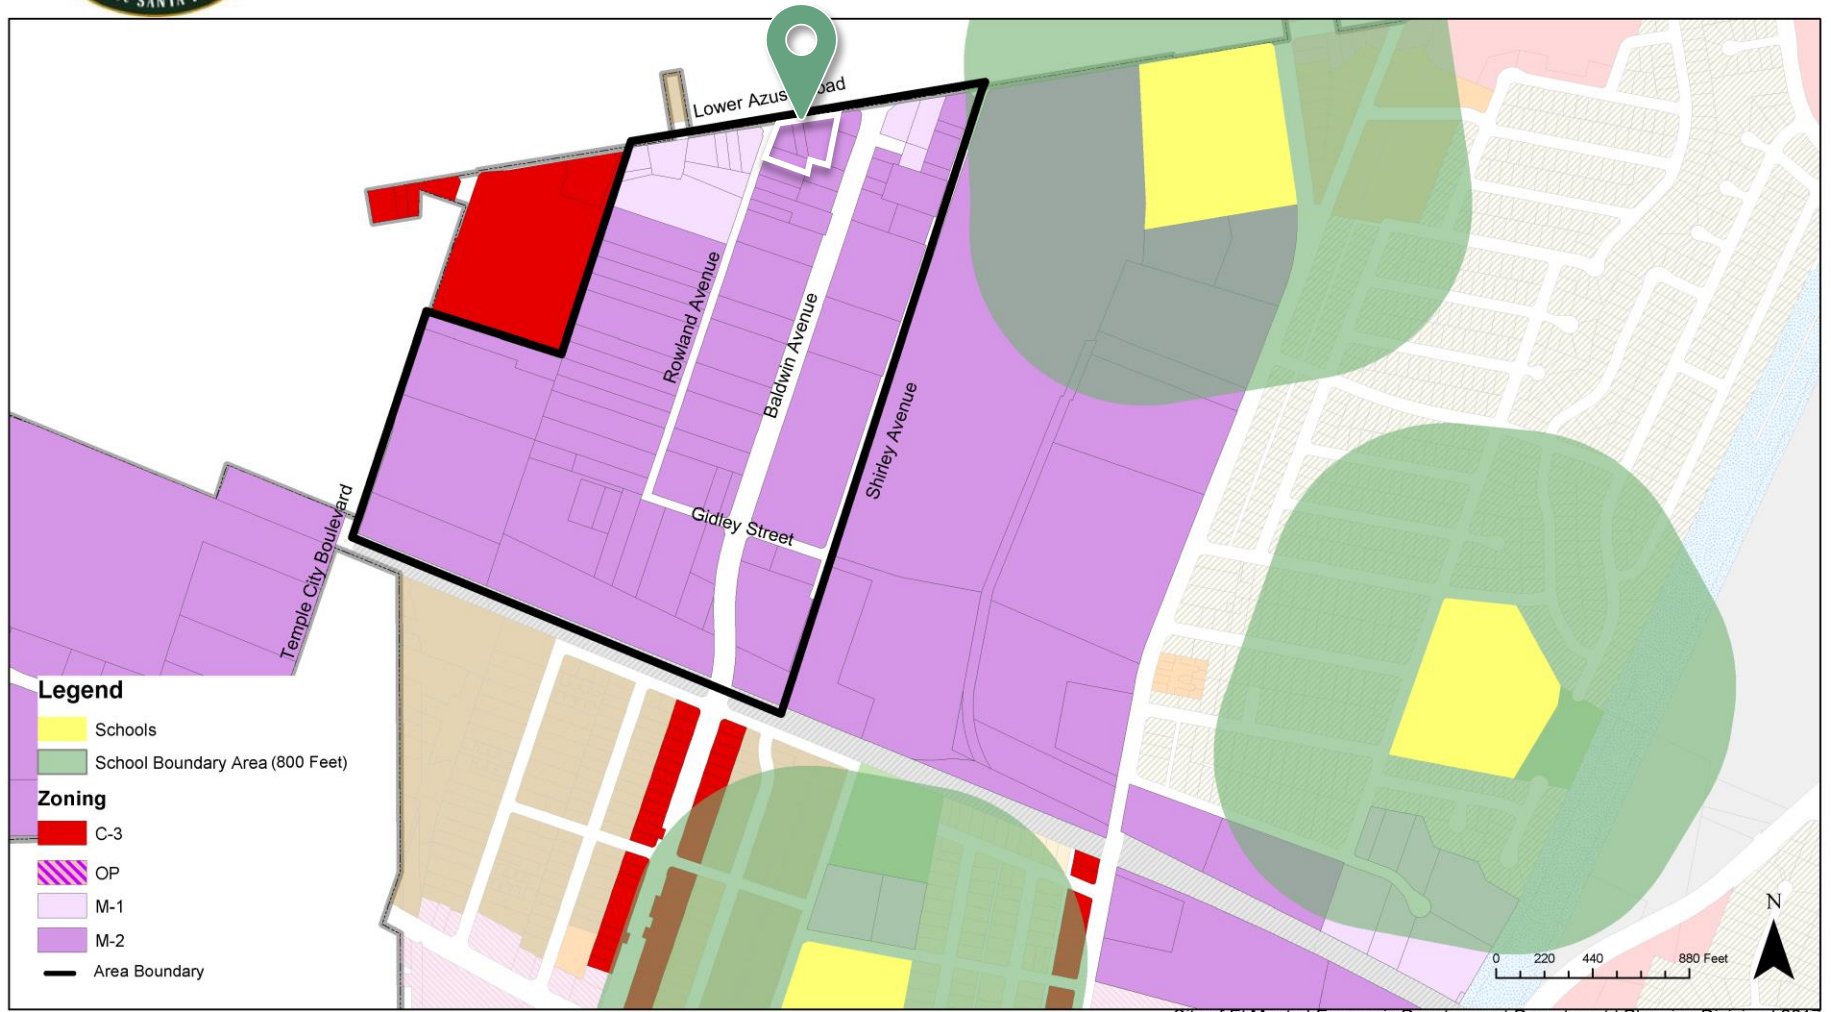 SANTA
Lower Azus oad
Rowland Avenue
Baldwin Avenue
Shirley Avenue
Gidley Street
Temple City Boulevard
Legend
Schools
School Boundary Area (800 Feet)
Zoning
C-3
OP
M-1
M-2
Area Boundary
N
0 220 440 880 Feet